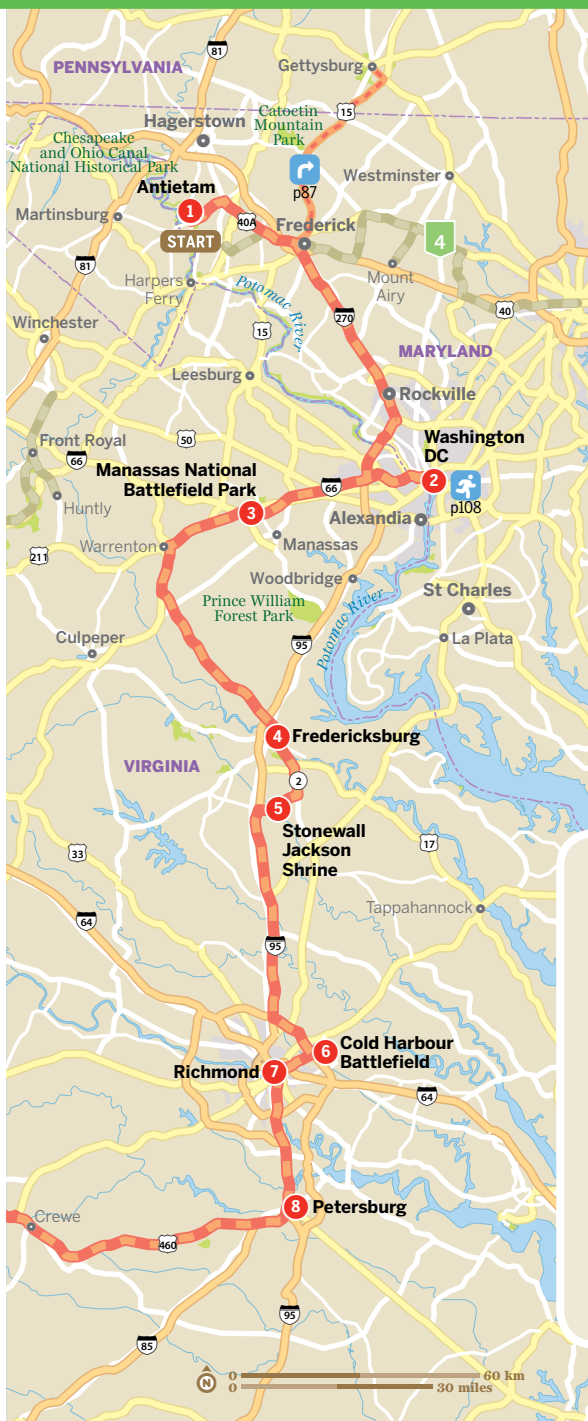 81
PENNSYLVANIA
Gettysburg
15
Catoctin
Mountain
Park
Hagerstown
Chesapeake
and Ohio Canal
National Historical Park
p87
Westminster
Antietam
1
Martinsburg
40A
START
Frederick
4
81
Mount
Airy
Harpers
Ferry
Potomac River
40
270
15
Winchester
MARYLAND
Leesburg
Rockville
50
Front Royal
66
Washington
DC
2
p108
Manassas National
Battlefield Park
66
3
Huntly
Alexandia
Manassas
Warrenton
211
Woodbridge
Prince William
Forest Park
Potomac River
St Charles
La Plata
95
Culpeper
4
Fredericksburg
VIRGINIA
2
5
Stonewall
Jackson
Shrine
33
17
64
Tappahannock
95
6
Cold Harbour
Battlefield
Richmond
7
64
8
Petersburg
Crewe
460
95
85
N
0
60 km
0
30 miles